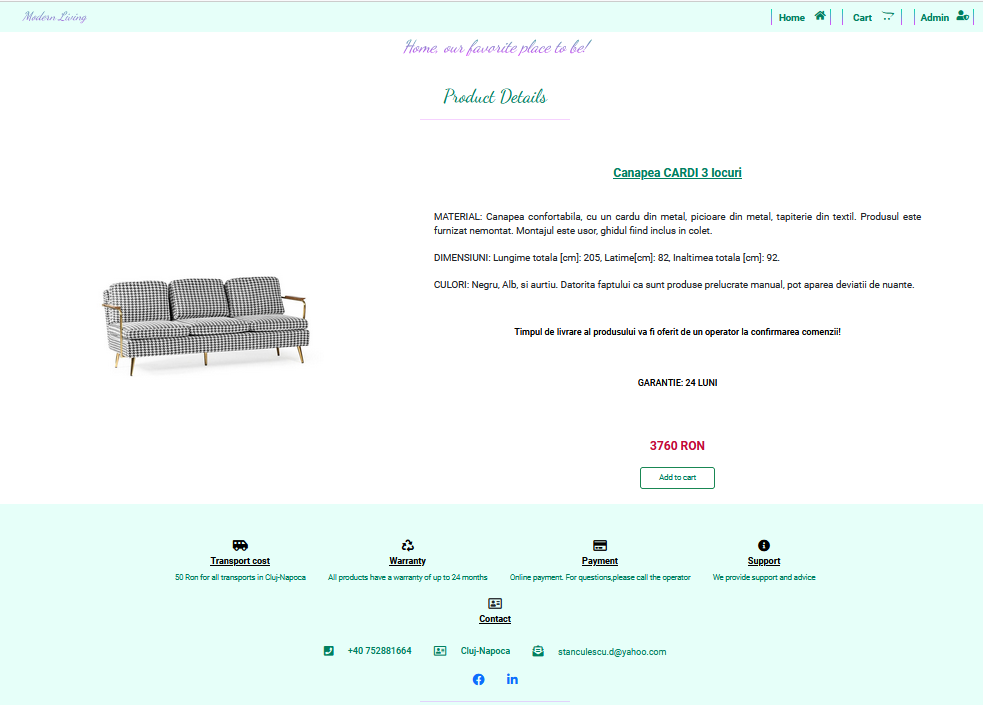 Modern Living
Home
Cart
Admin
Home, our favorite place to be!
Product Details
Canapea CARDI 3 locuri
MATERIAL: Canapea confortabila, cu un cardu din metal, picioare din metal, tapiterie din textil. Produsul este
furnizat nemontat. Montajul este usor, ghidul fiind inclus in colet.
DIMENSIUNI: Lungime totala [cm]: 205, Latime[cm]: 82, Inaltimea totala [cm]: 92.
CULORI: Negru, Alb, si aurtiu. Datorita faptului ca sunt produse prelucrate manual, pot aparea deviatii de nuante.
Timpul de livrare al produsului va fi oferit de un operator la confirmarea comenzii!
GARANTIE: 24 LUNI
3760 RON
Add to cart
Transport cost
50 Ron for all transports in Cluj-Napoca
Warranty
All products have a warranty of up to 24 months
Payment
Online payment. For questions,please call the operator
Support
We provide support and advice
Contact
+40 752881664
Cluj-Napoca
stanculescu.d@yahoo.com